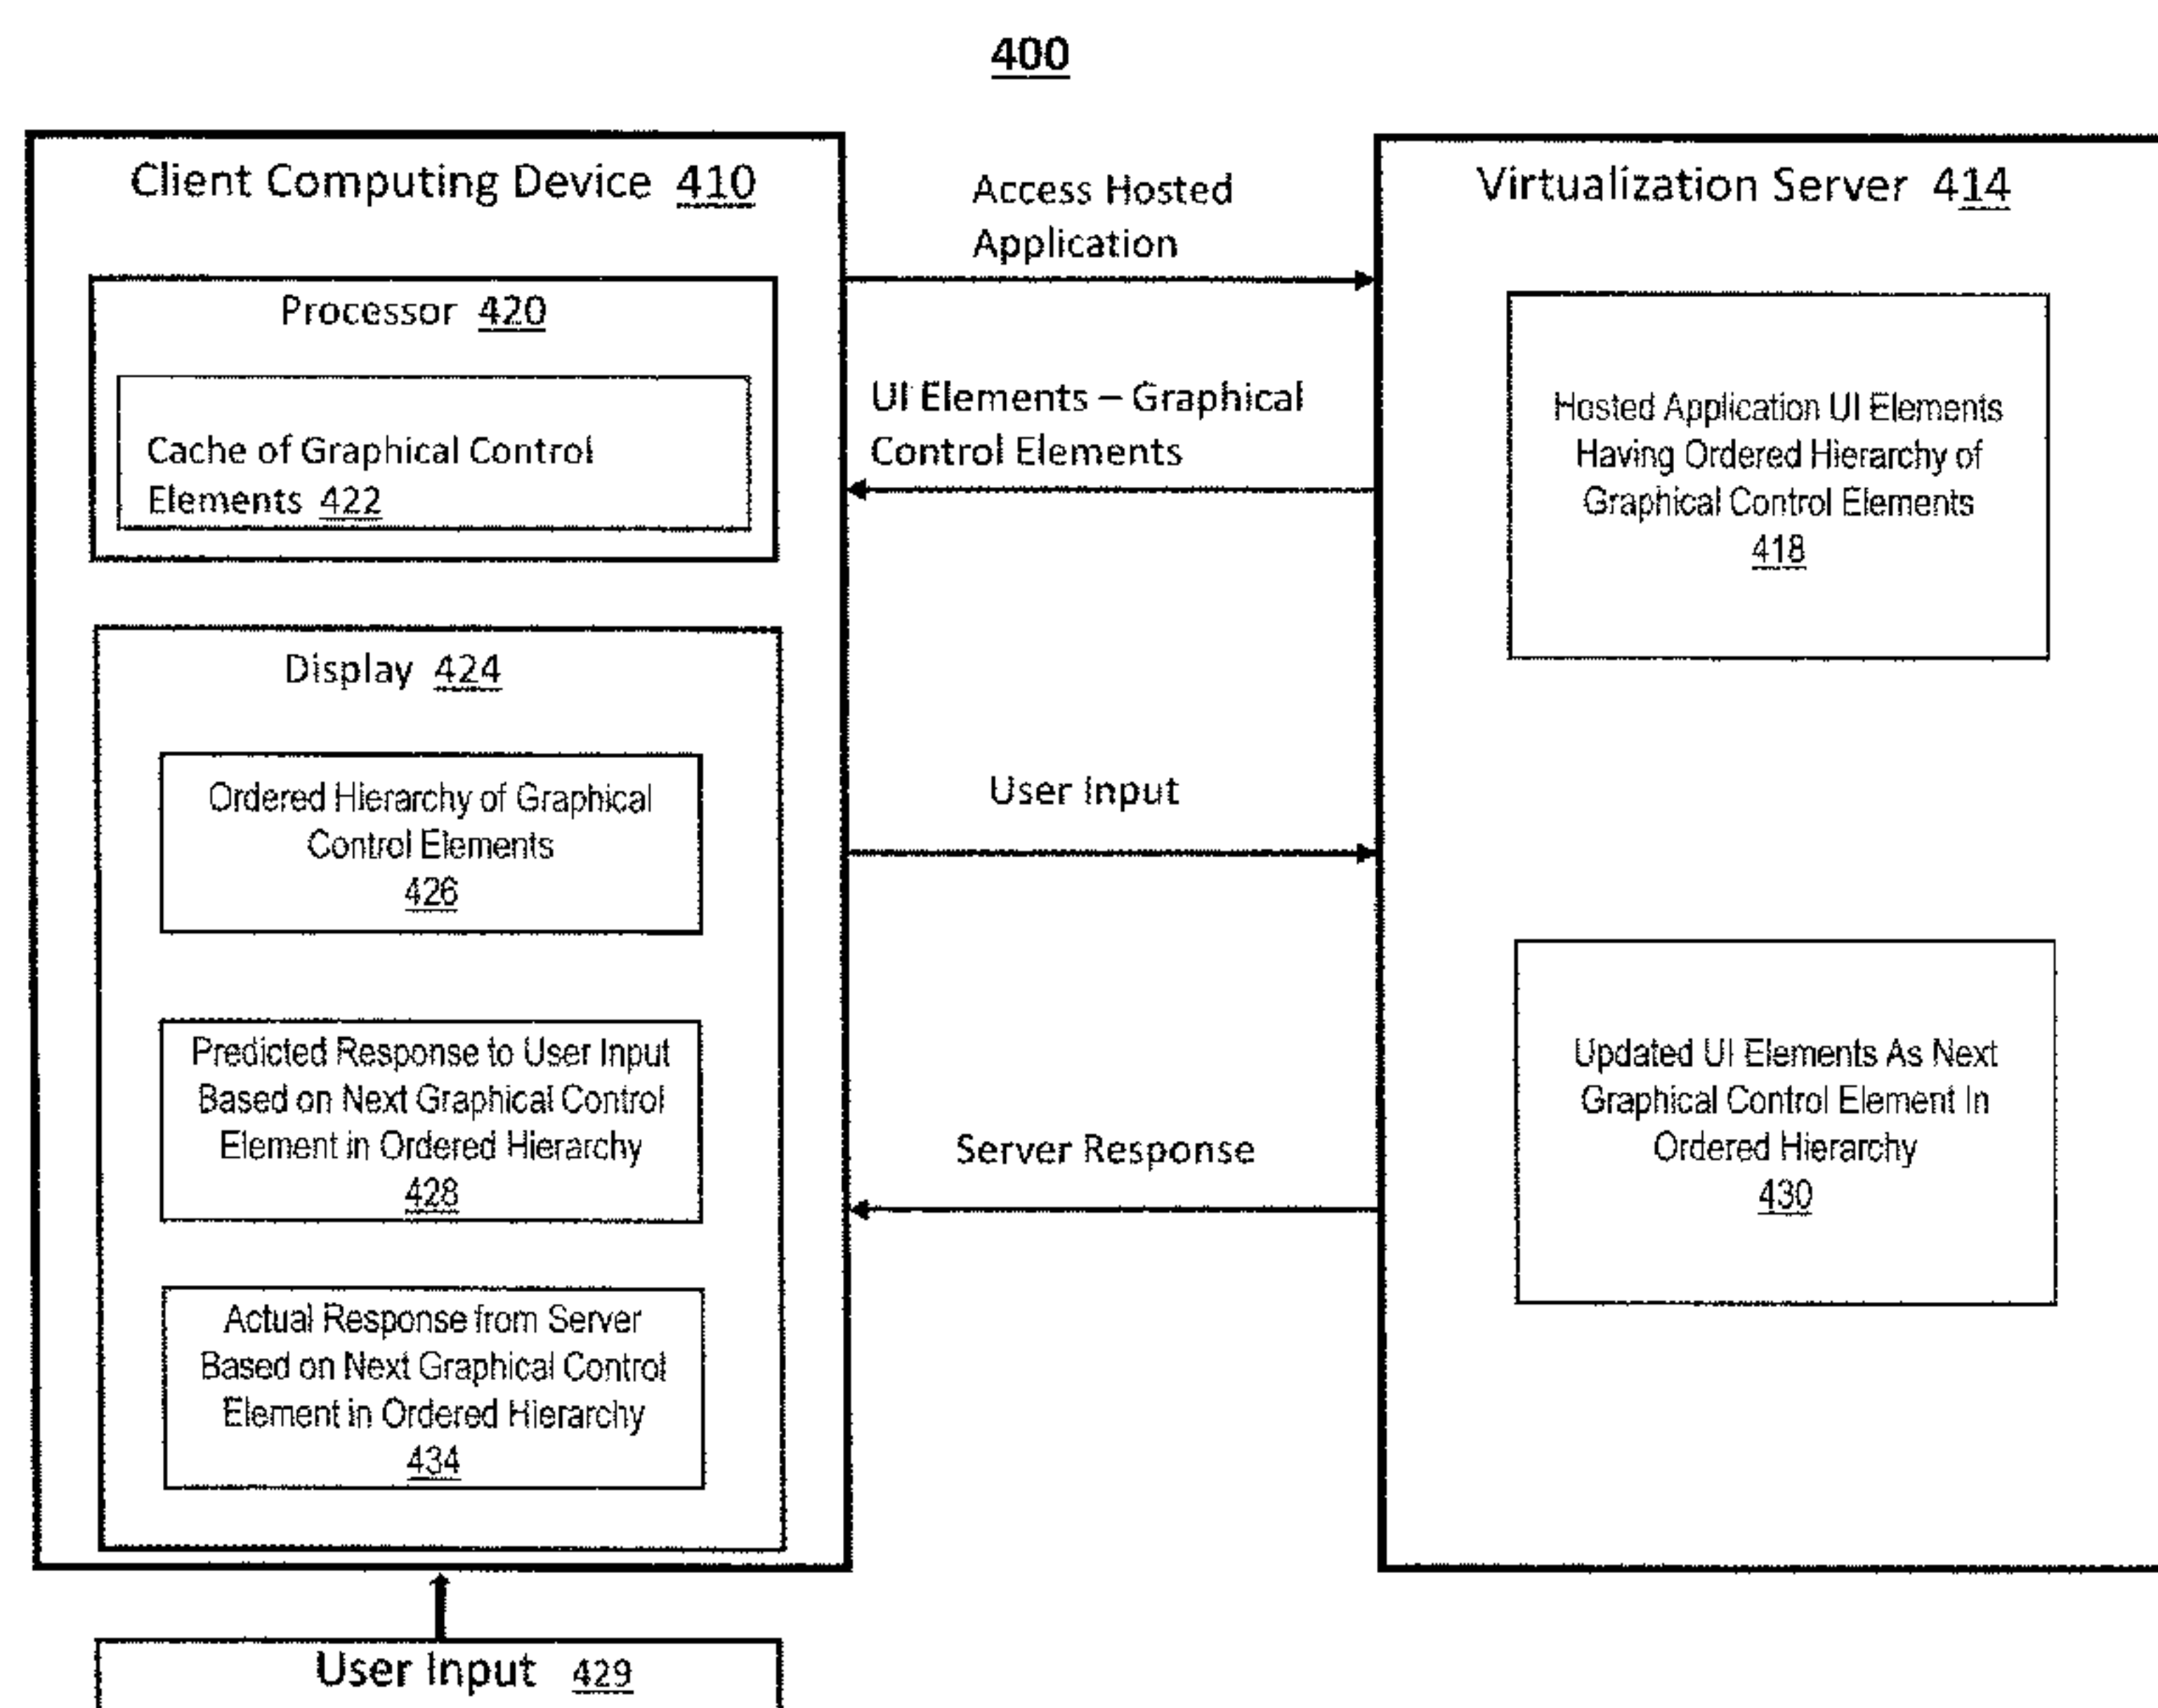 400
Client Computing Device 410
Processor 420
Cache of Graphical Control
Elements 422
Display 424
Ordered Hierarchy of Graphical
Control Elements
426
Predicted Response to User Input
Based on Next Graphical Control
Element in Ordered Hierarchy
428
Actual Response from Server
Based on Next Graphical Control
Element in Ordered Hierarchy
434
User Input 429
Access Hosted
Application
UI Elements – Graphical
Control Elements
User Input
Server Response
Virtualization Server 414
Hosted Application UI Elements
Having Ordered Hierarchy of
Graphical Control Elements
418
Updated UI Elements As Next
Graphical Control Element In
Ordered Hierarchy
430